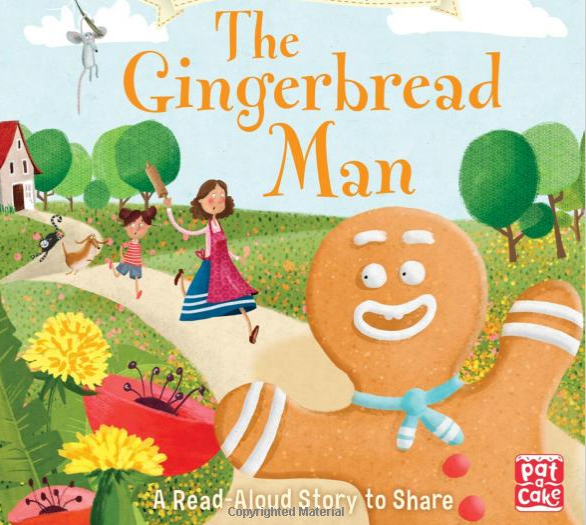 The
Gingerbread
Man
pat
a
cake
A Read-Aloud Story to Share
Copyrighted Material